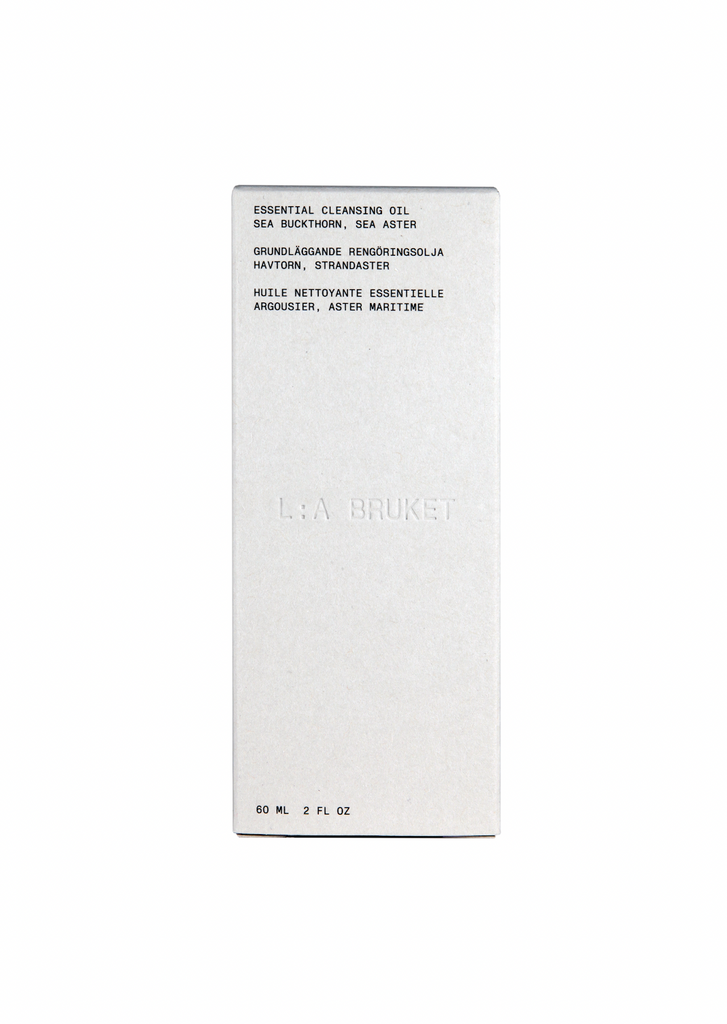 ESSENTIAL CLEANSING OIL
SEA BUCKTHORN, SEA ASTER
GRUNDLÄGGANDE RENGÖRINGSOLJA
HAVTORN, STRANDASTER
HUILE NETTOYANTE ESSENTIELLE
ARGOUSIER, ASTER MARITIME
L:A BRUKET
60 ML 2 FL OZ